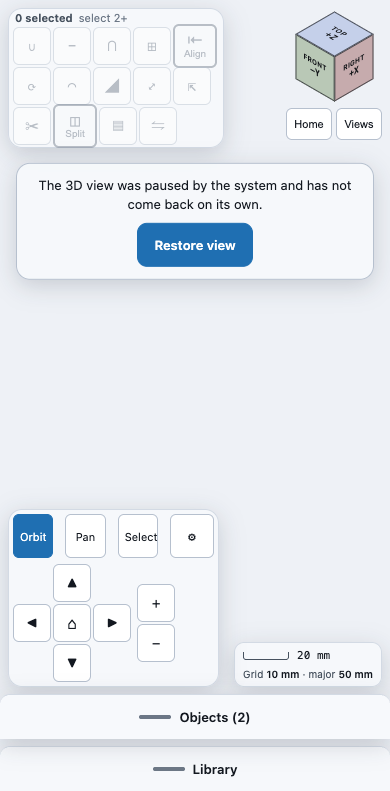 0 selected select 2+
Align
Split
TOP
+Z
FRONT
−Y
RIGHT
+X
Home
Views
The 3D view was paused by the system and has not
come back on its own.
Restore view
Orbit
Pan
Select
20 mm
Grid 10 mm · major 50 mm
Objects (2)
Library